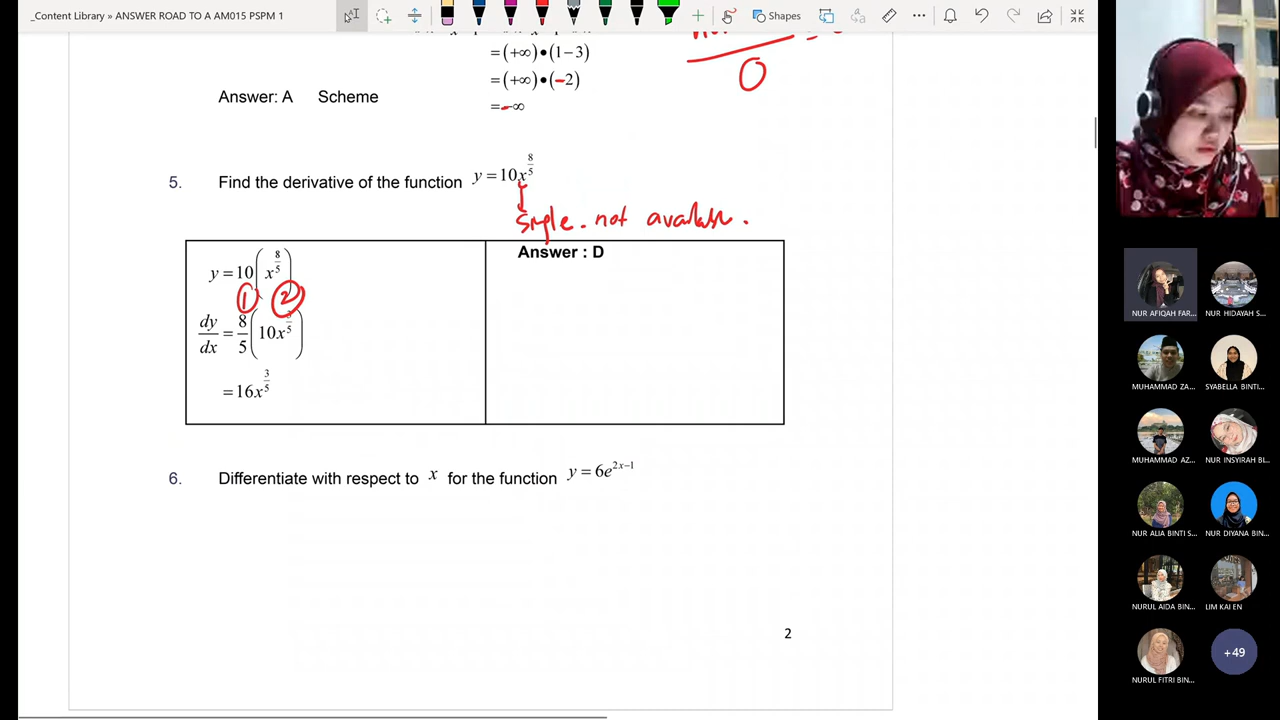 _Content Library » ANSWER ROAD TO A AM015 PSPM 1
Shapes
=(+∞)•(1−3)
=(+∞)•(−2)
=−∞
0
Answer: A Scheme
5. Find the derivative of the function y=10x^{8/5}
single. not available.
y=10(x^{8/5})
1 2
dy/dx = 8/5(10x^{3/5})
=16x^{3/5}
Answer : D
6. Differentiate with respect to x for the function y=6e^{2x−1}
2
NUR AFIQAH FAR...
NUR HIDAYAH S...
MUHAMMAD ZA...
SYABELLA BINTI...
MUHAMMAD AZ...
NUR INSYIRAH BI...
NUR ALIA BINTI S...
NUR DIYANA BIN...
NURUL AIDA BIN...
LIM KAI EN
NURUL FITRI BIN...
+49